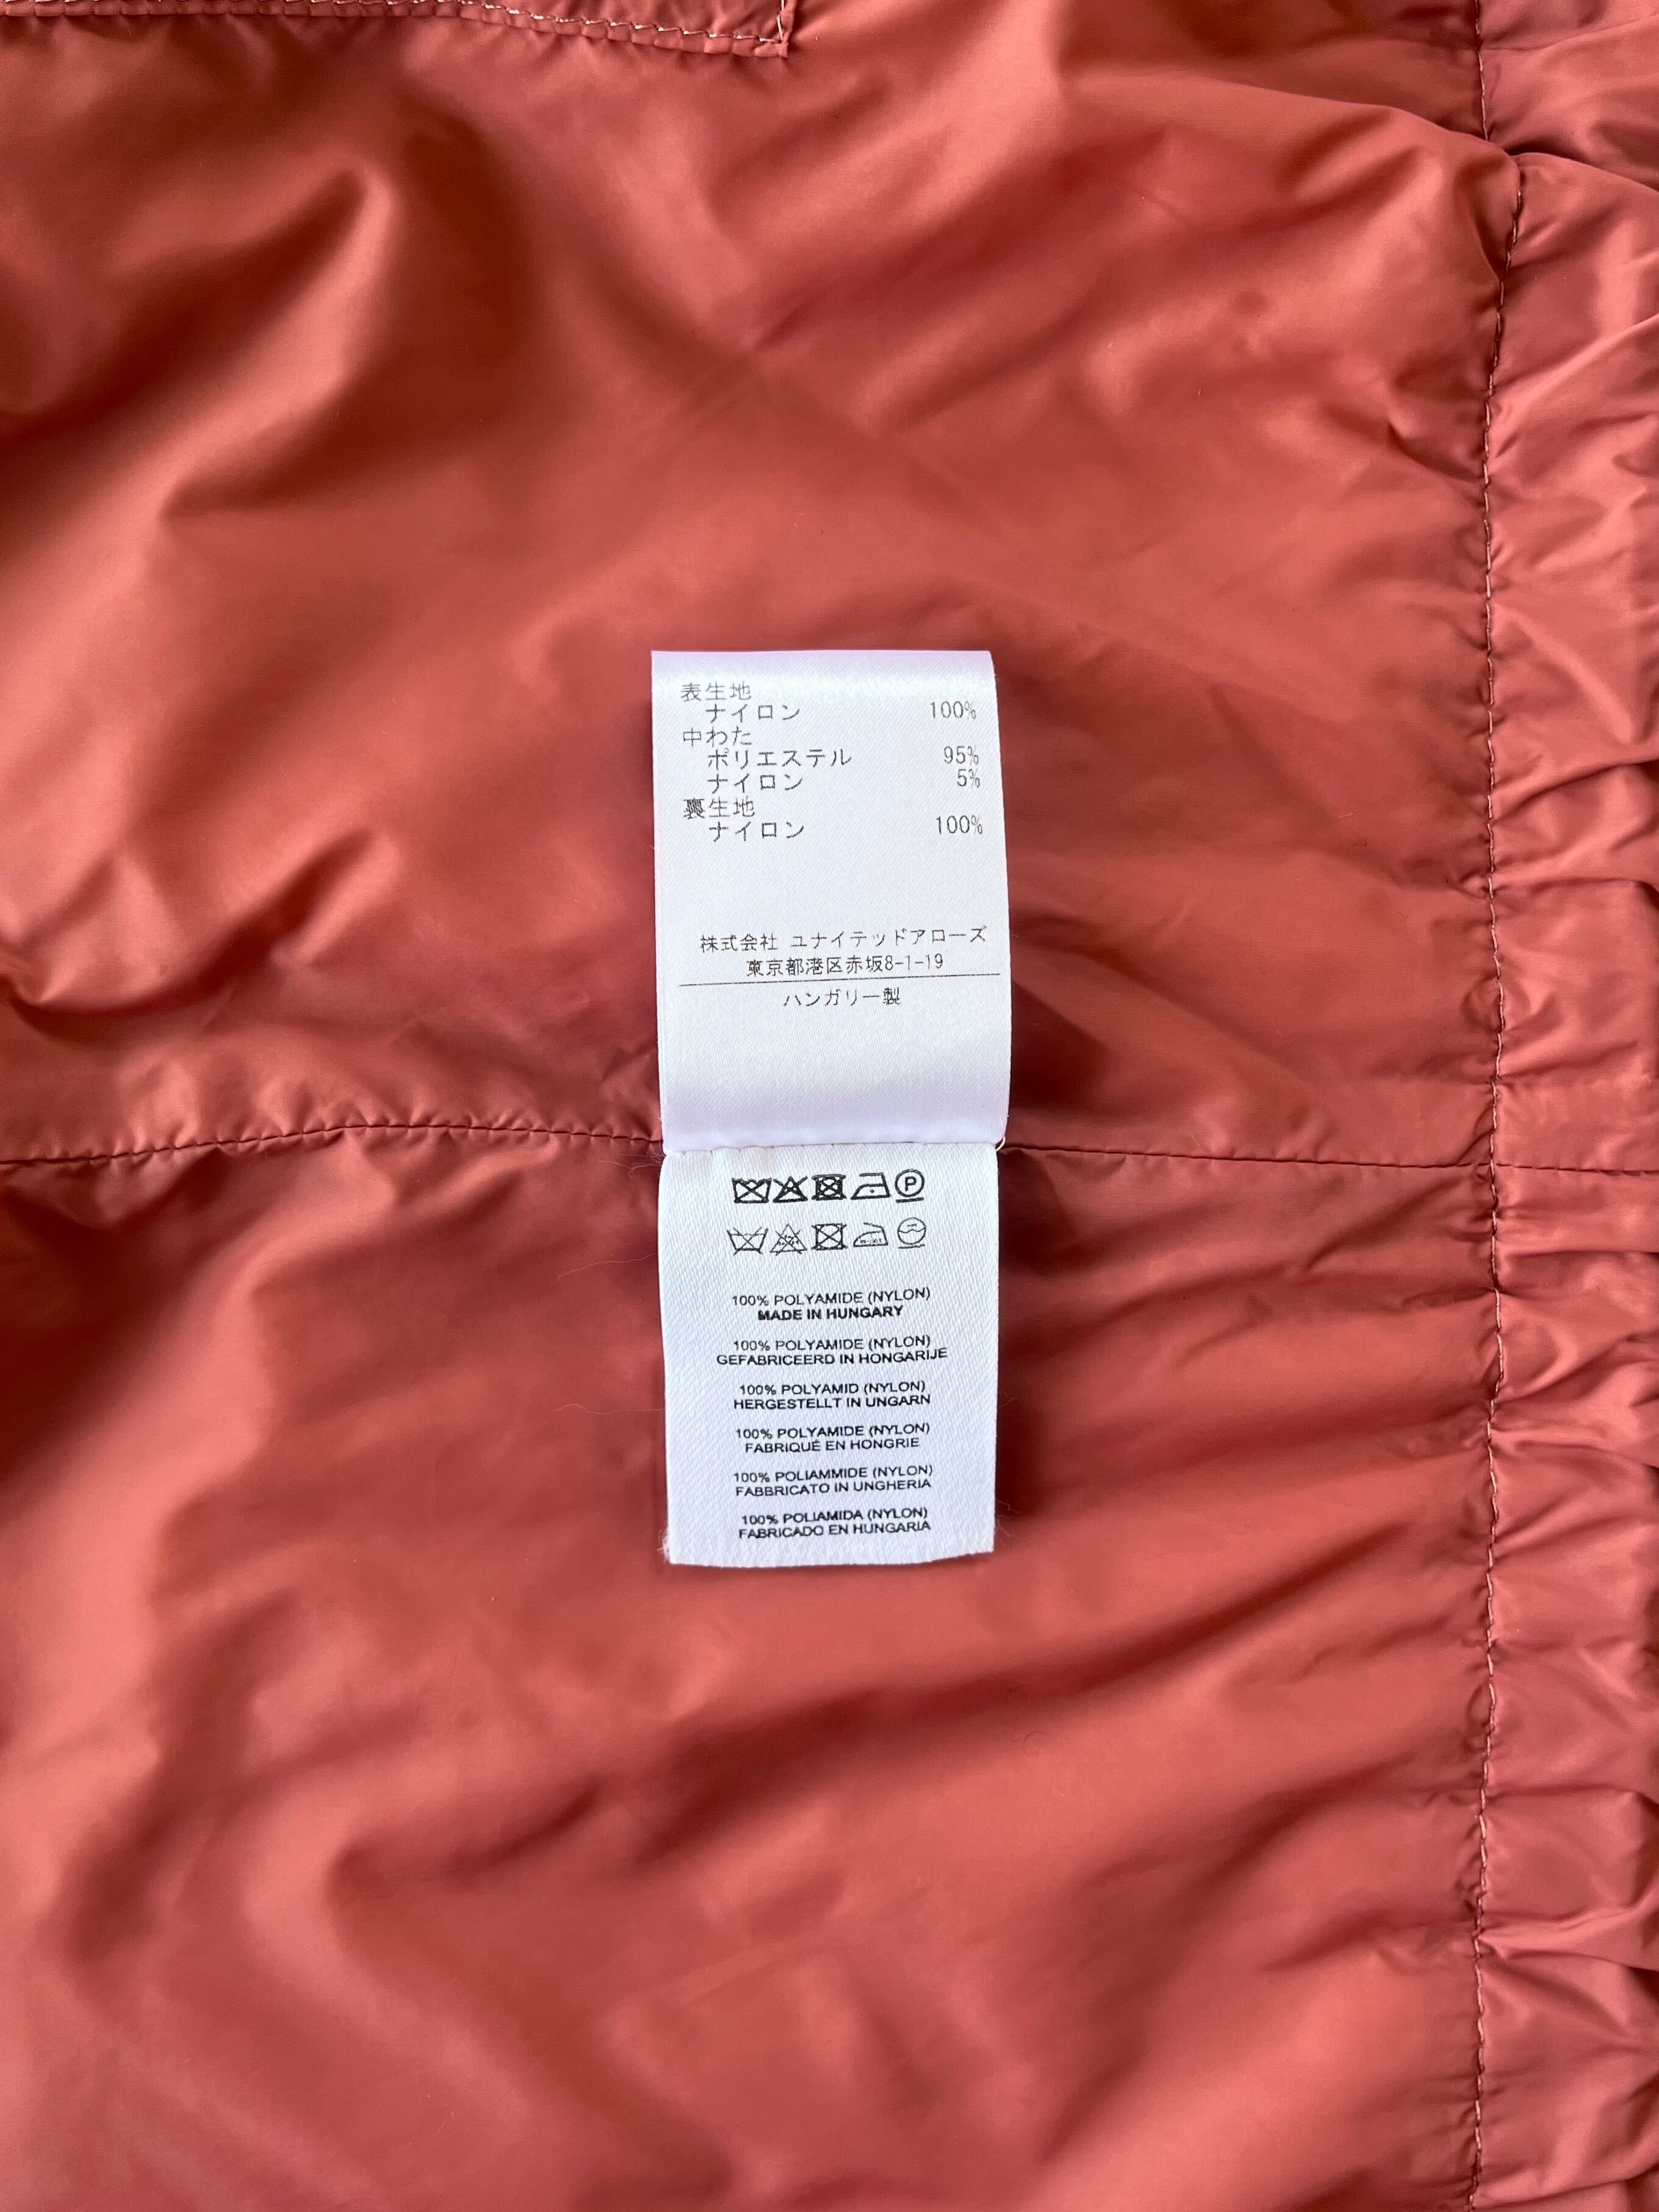 表生地
ナイロン 100%
中わた
ポリエステル 95%
ナイロン 5%
裏生地
ナイロン 100%
株式会社 ユナイテッドアローズ
東京都港区赤坂8-1-19
ハンガリー製
P
100% POLYAMIDE (NYLON)
MADE IN HUNGARY
100% POLYAMIDE (NYLON)
GEFABRICEERD IN HONGARIJE
100% POLYAMID (NYLON)
HERGESTELLT IN UNGARN
100% POLYAMIDE (NYLON)
FABRIQUÉ EN HONGRIE
100% POLIAMMIDE (NYLON)
FABBRICATO IN UNGHERIA
100% POLIAMIDA (NYLON)
FABRICADO EN HUNGARIA